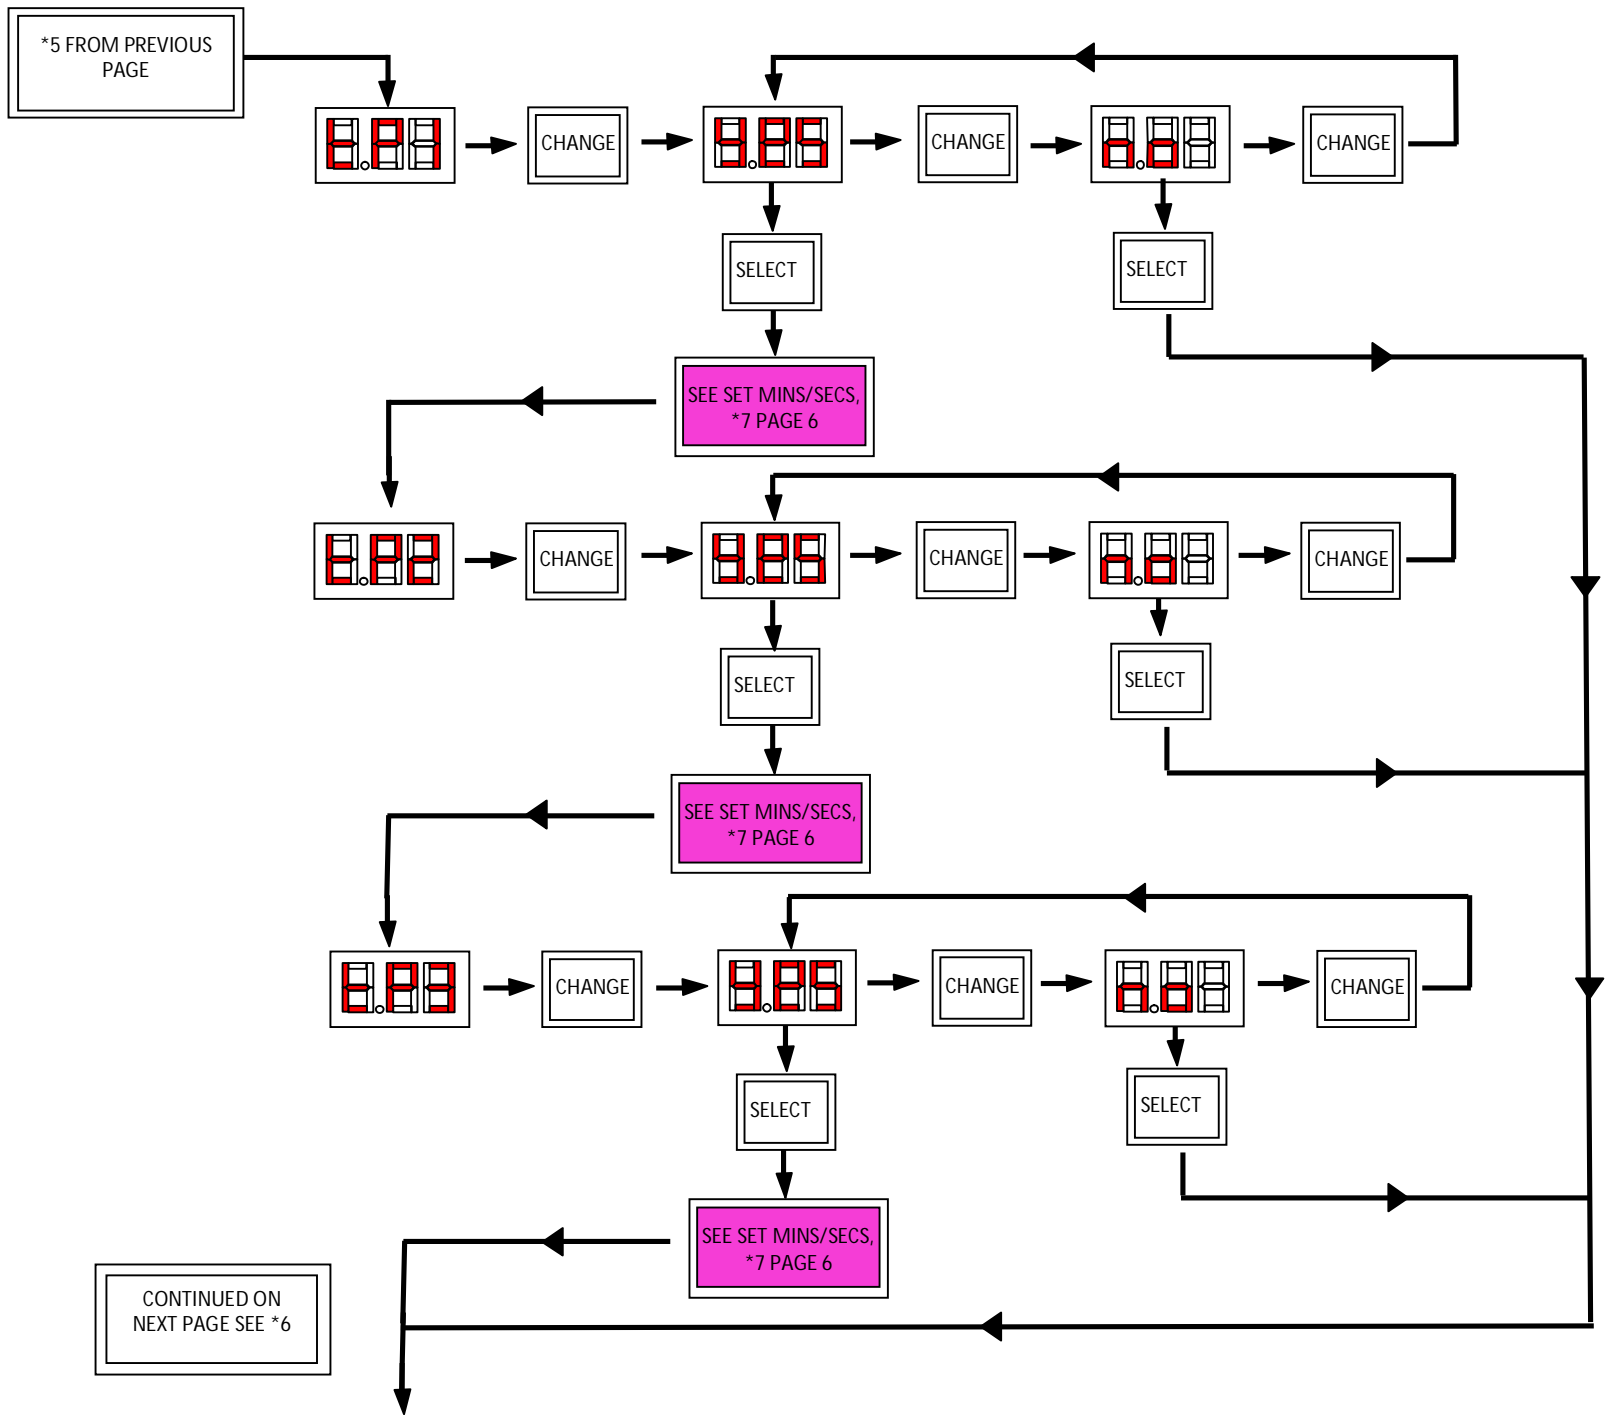 *5 FROM PREVIOUS
PAGE
t.P1
CHANGE
y.ES
CHANGE
n.o
CHANGE
SELECT
SELECT
SEE SET MINS/SECS,
*7 PAGE 6
t.P2
CHANGE
y.ES
CHANGE
n.o
CHANGE
SELECT
SELECT
SEE SET MINS/SECS,
*7 PAGE 6
t.P3
CHANGE
y.ES
CHANGE
n.o
CHANGE
SELECT
SELECT
SEE SET MINS/SECS,
*7 PAGE 6
CONTINUED ON
NEXT PAGE SEE *6